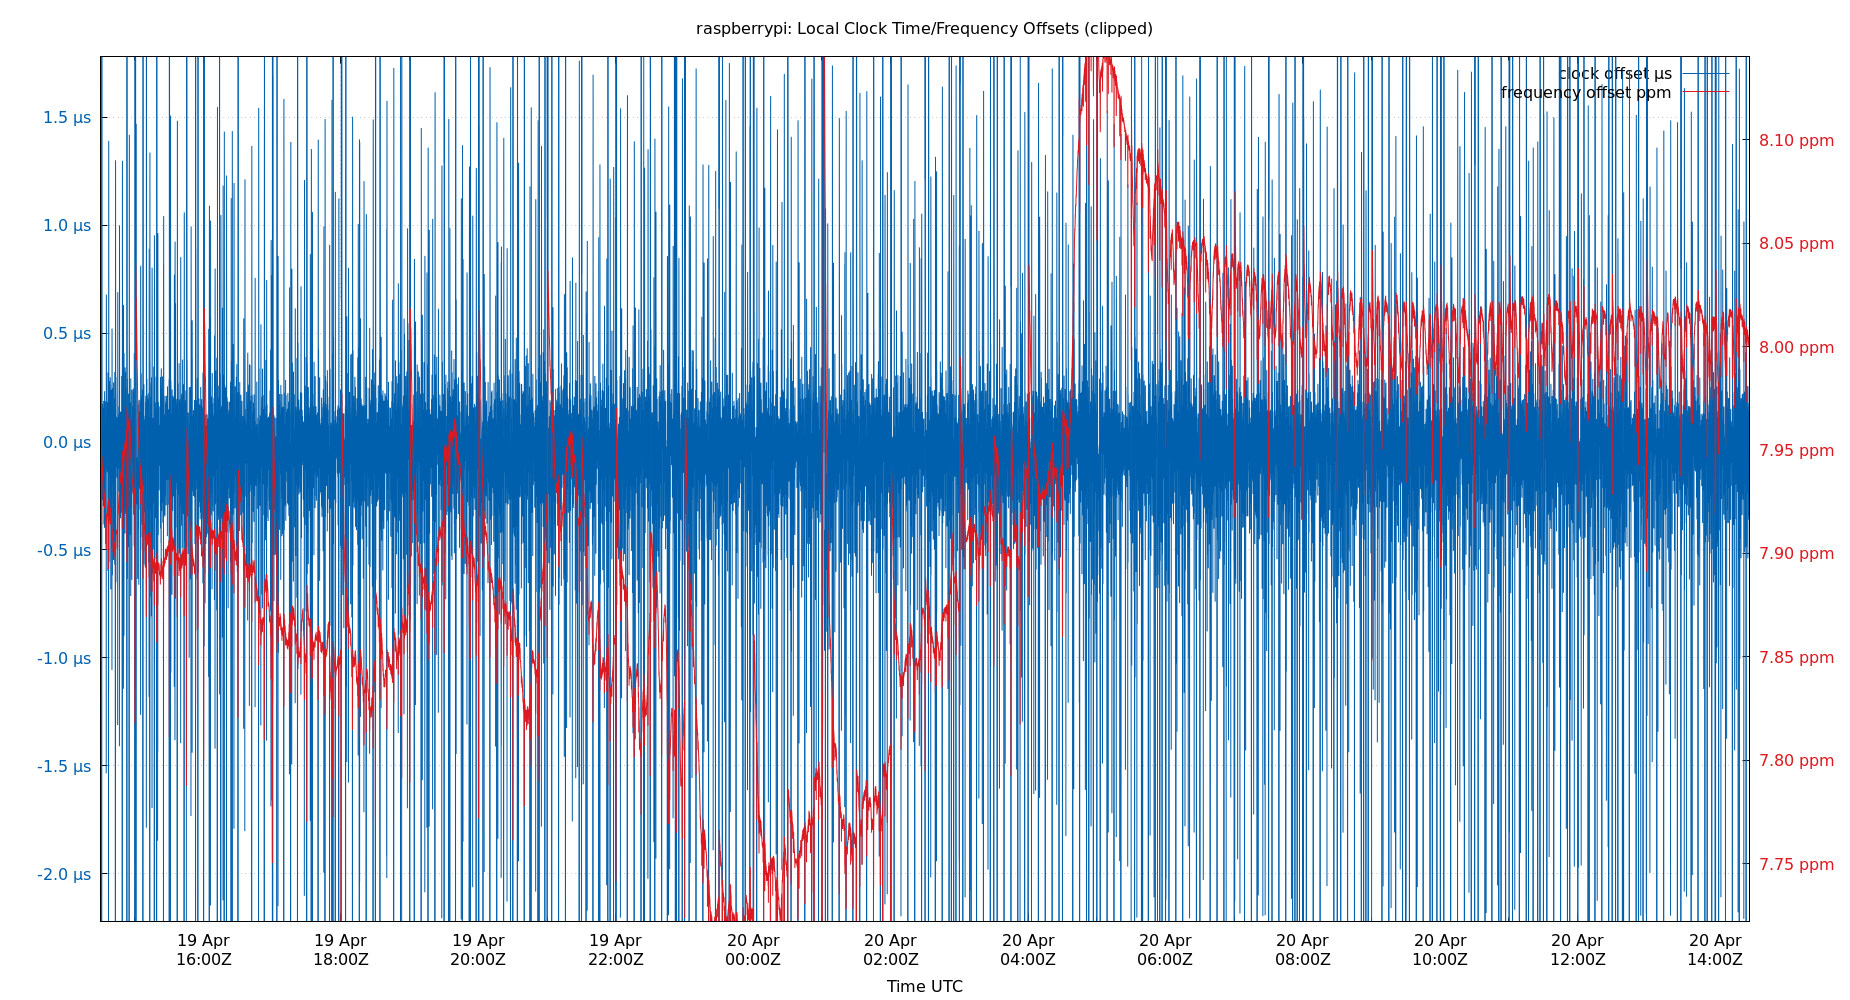 raspberrypi: Local Clock Time/Frequency Offsets (clipped)
clock offset µs
frequency offset ppm
1.5 µs
1.0 µs
0.5 µs
0.0 µs
-0.5 µs
-1.0 µs
-1.5 µs
-2.0 µs
8.10 ppm
8.05 ppm
8.00 ppm
7.95 ppm
7.90 ppm
7.85 ppm
7.80 ppm
7.75 ppm
19 Apr 19 Apr 19 Apr 19 Apr 20 Apr 20 Apr 20 Apr 20 Apr 20 Apr 20 Apr 20 Apr 20 Apr
16:00Z 18:00Z 20:00Z 22:00Z 00:00Z 02:00Z 04:00Z 06:00Z 08:00Z 10:00Z 12:00Z 14:00Z
Time UTC